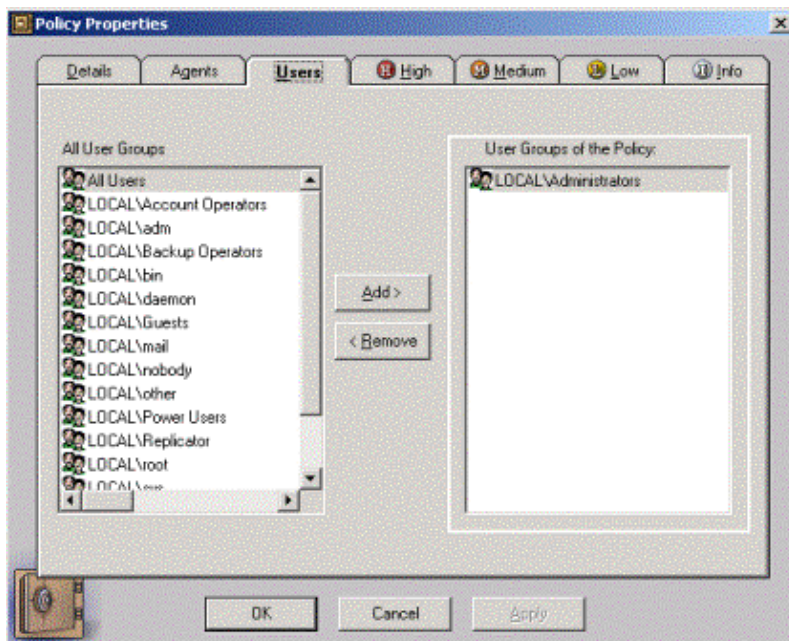 Policy Properties
Details
Agents
Users
H High
M Medium
L Low
I Info
All User Groups
User Groups of the Policy:
All Users
LOCAL\Account Operators
LOCAL\adm
LOCAL\Backup Operators
LOCAL\bin
LOCAL\daemon
LOCAL\Guests
LOCAL\mail
LOCAL\nobody
LOCAL\other
LOCAL\Power Users
LOCAL\Replicator
LOCAL\root
LOCAL\sys
Add >
< Remove
LOCAL\Administrators
OK
Cancel
Apply